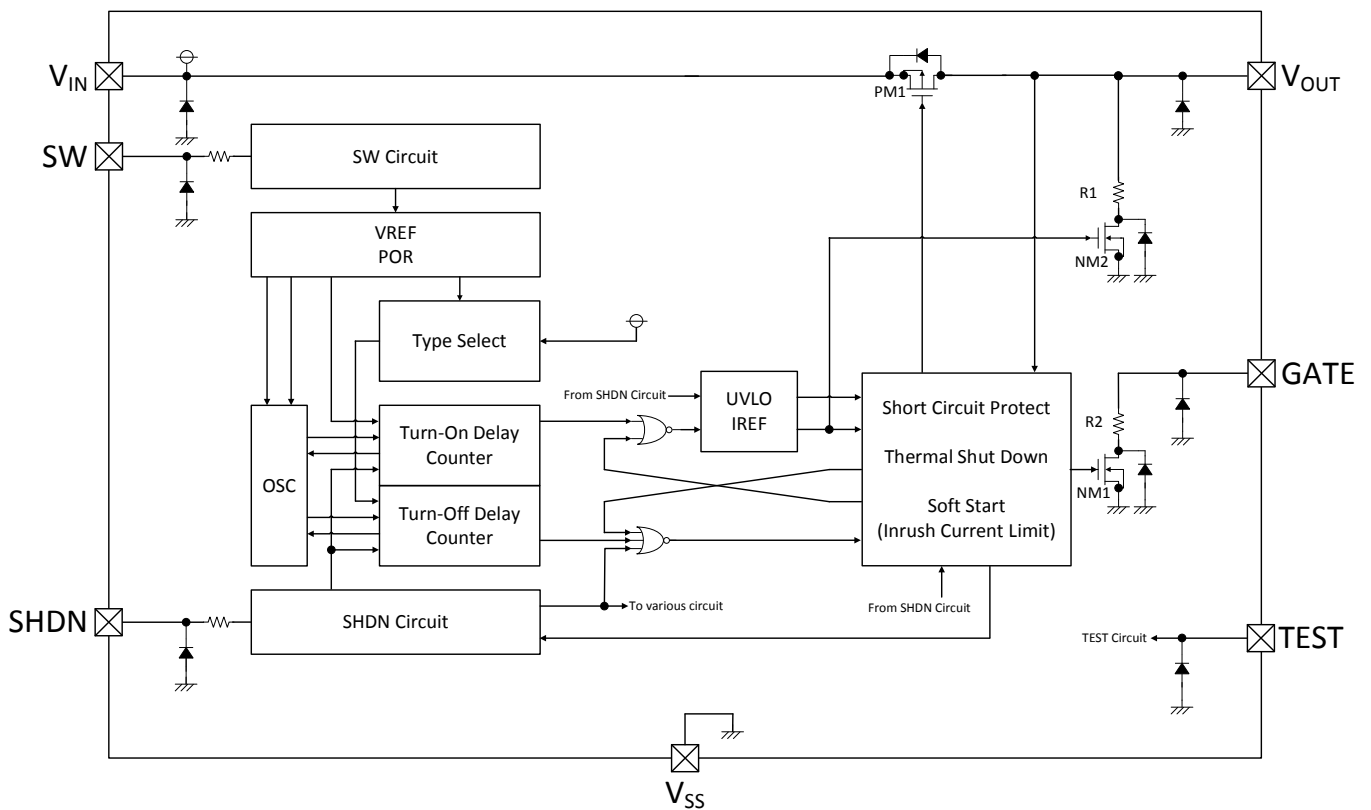 VIN
PM1
VOUT
SW
SW Circuit
R1
VREF
POR
NM2
Type Select
GATE
From SHDN Circuit
UVLO
IREF
Short Circuit Protect
R2
Turn-On Delay
Counter
Thermal Shut Down
NM1
OSC
Turn-Off Delay
Counter
Soft Start
(Inrush Current Limit)
SHDN
SHDN Circuit
To various circuit
From SHDN Circuit
TEST Circuit
TEST
VSS